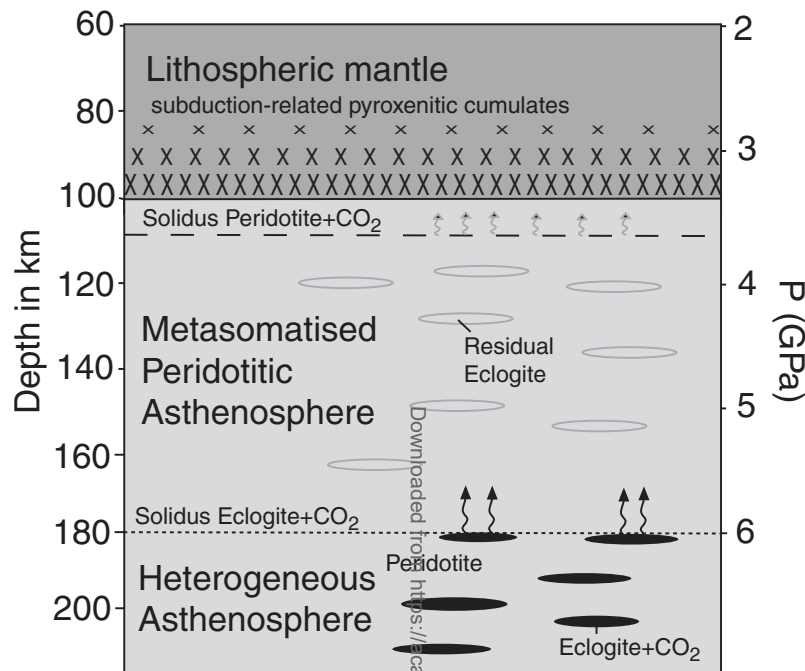 60
2
Lithospheric mantle
80
subduction-related pyroxenitic cumulates
3
100
Solidus Peridotite+CO₂
120
4
Metasomatised
Peridotitic
Asthenosphere
Residual
Eclogite
140
5
160
Solidus Eclogite+CO₂
180
6
Peridotite
Heterogeneous
Asthenosphere
200
Eclogite+CO₂
Depth in km
P (GPa)
Downloaded from https://aca